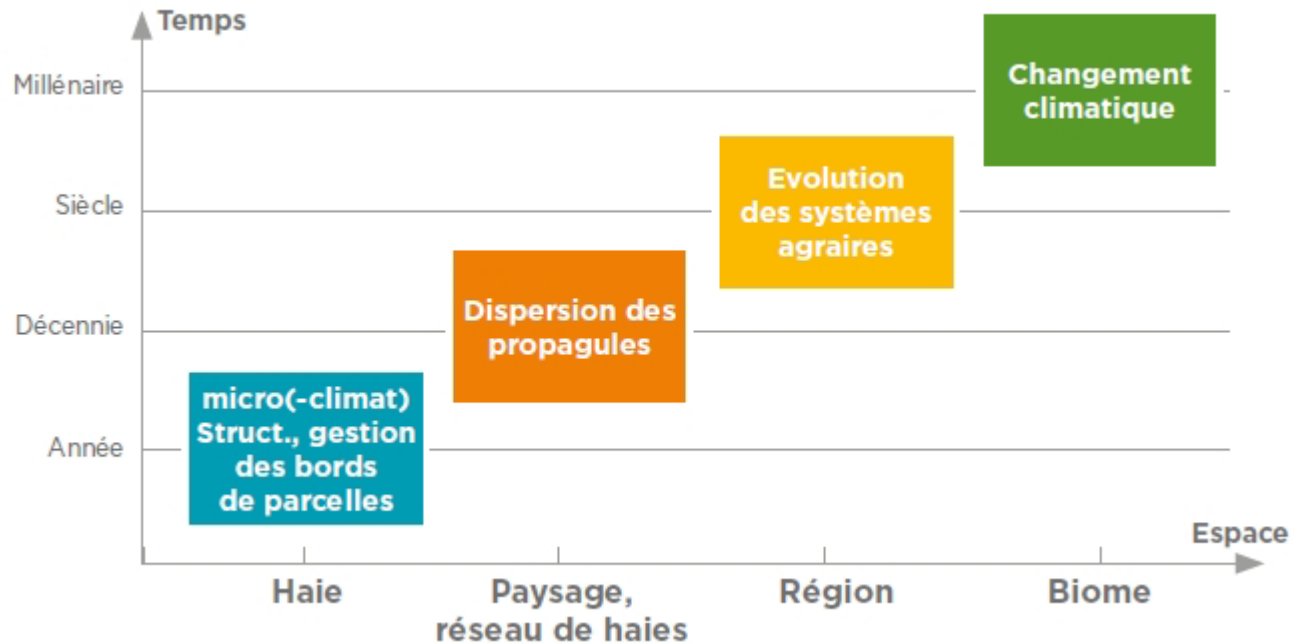 Temps
Millénaire
Changement
climatique
Evolution
des systèmes
agraires
Siècle
Dispersion des
propagules
Décennie
micro(-climat)
Struct., gestion
des bords
de parcelles
Année
Espace
Haie
Paysage,
réseau de haies
Région
Biome